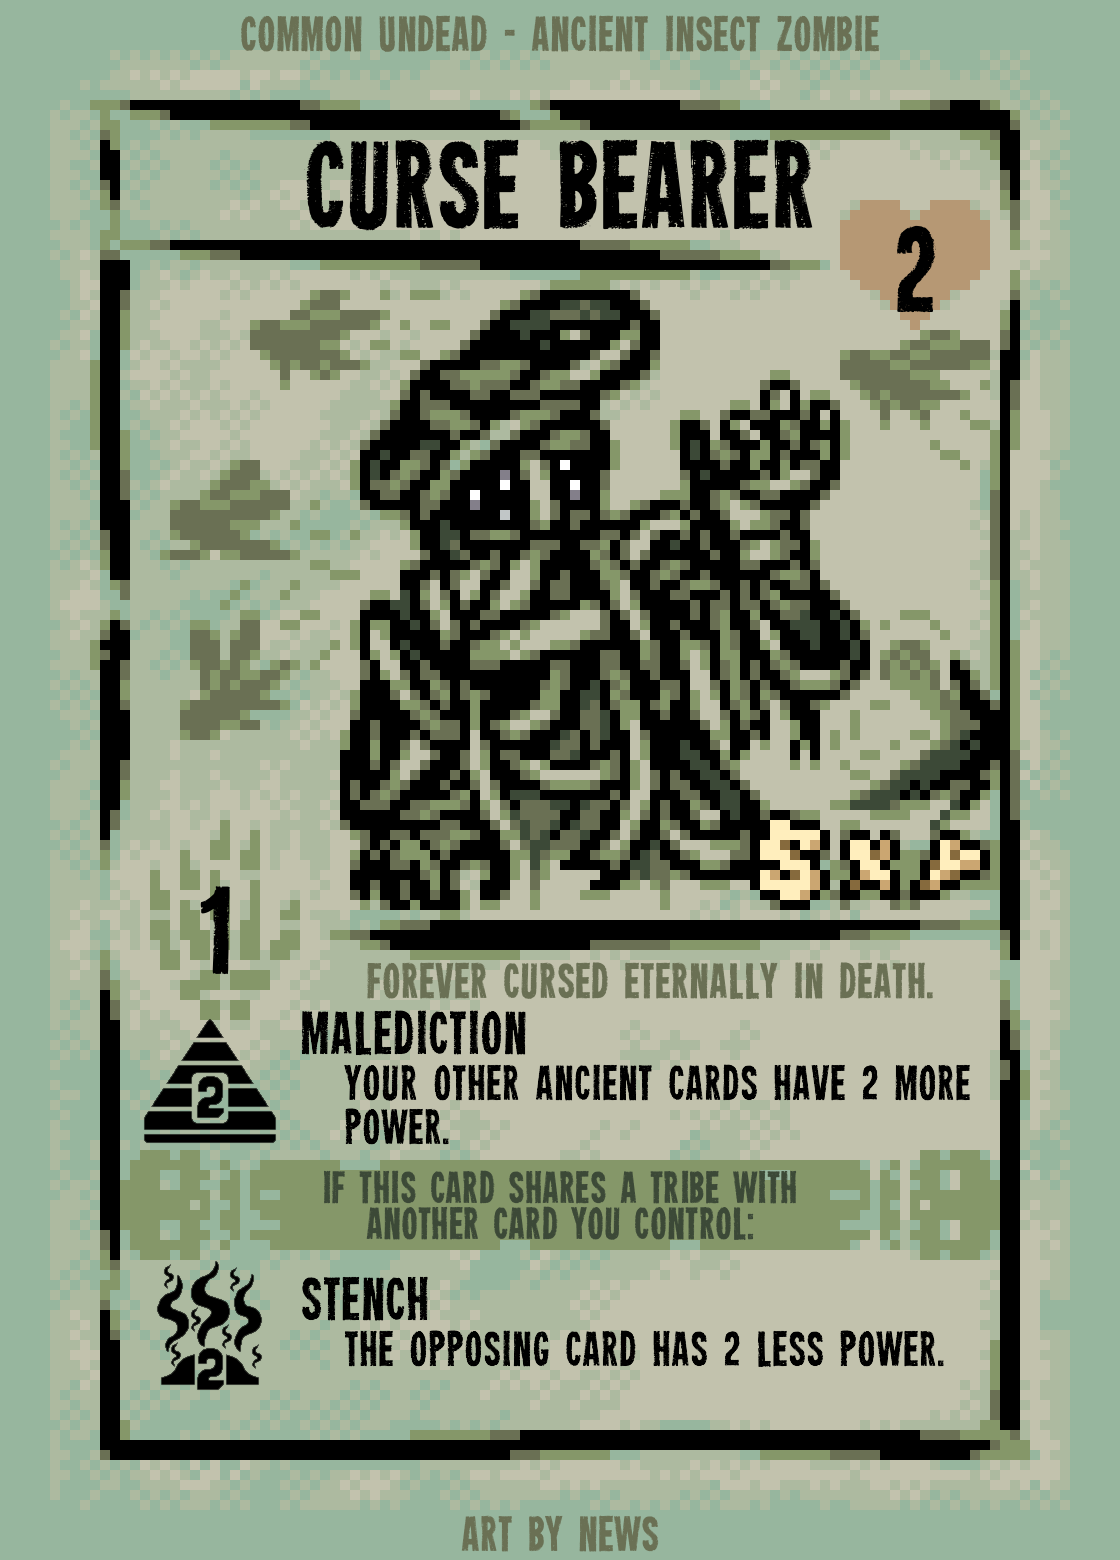 COMMON UNDEAD - ANCIENT INSECT ZOMBIE
CURSE BEARER
2
SXY
1
FOREVER CURSED ETERNALLY IN DEATH.
MALEDICTION
2
YOUR OTHER ANCIENT CARDS HAVE 2 MORE
POWER.
IF THIS CARD SHARES A TRIBE WITH
ANOTHER CARD YOU CONTROL:
STENCH
2
THE OPPOSING CARD HAS 2 LESS POWER.
ART BY NEWS